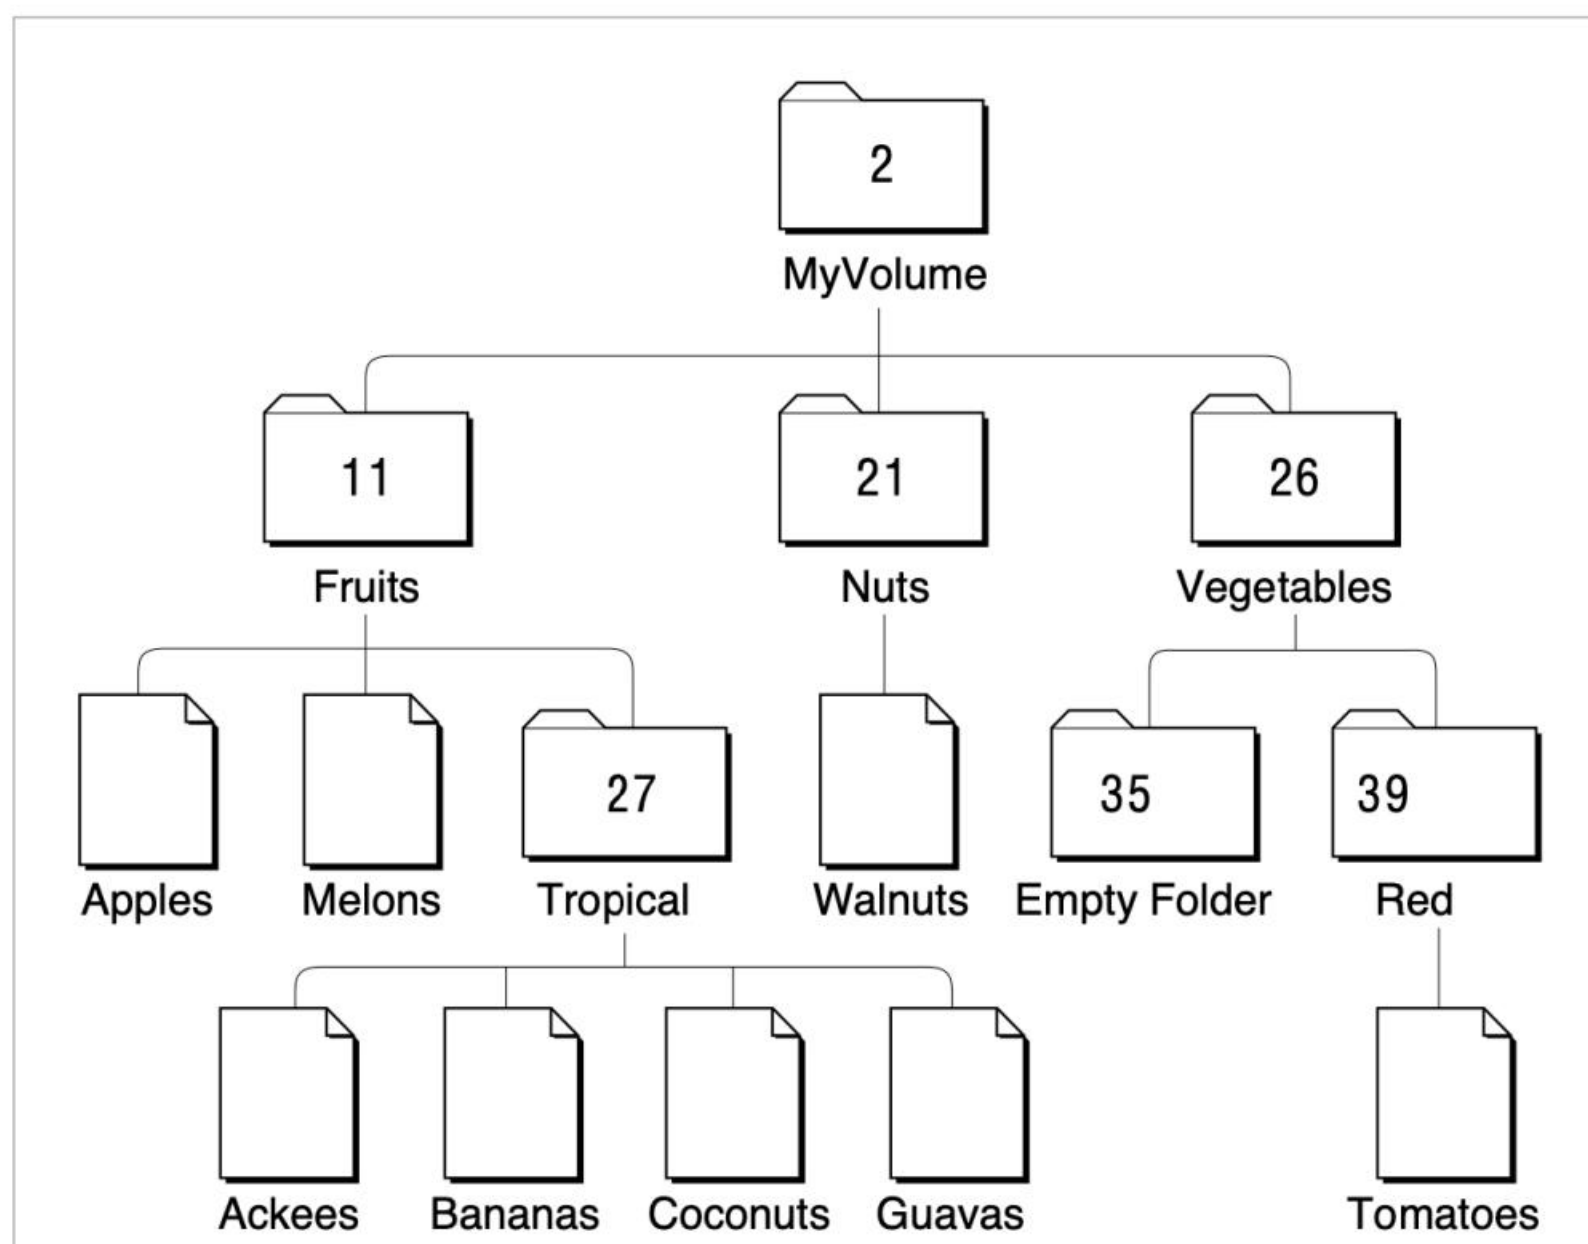 2
MyVolume
11 21 26
Fruits Nuts Vegetables
27 35 39
Apples Melons Tropical Walnuts Empty Folder Red
Ackees Bananas Coconuts Guavas Tomatoes